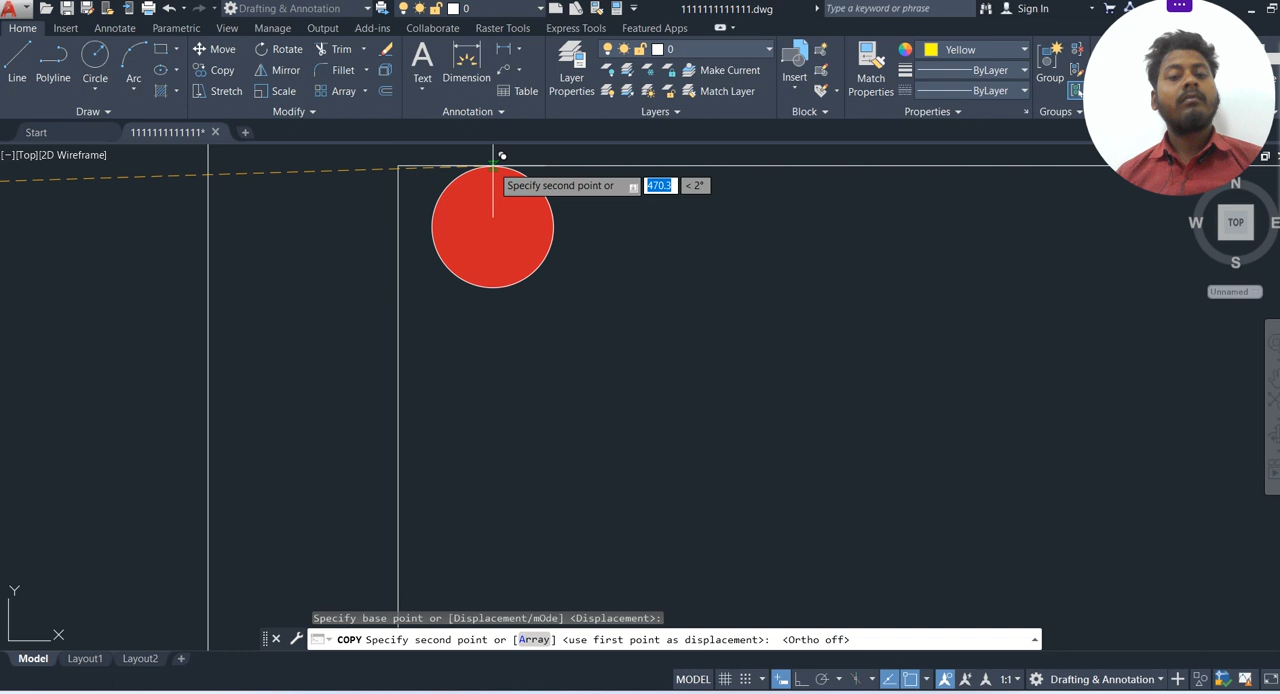 Drafting & Annotation 0 1111111111111.dwg Type a keyword or phrase Sign In
Home Insert Annotate Parametric View Manage Output Add-ins Collaborate Raster Tools Express Tools Featured Apps
Line Polyline Circle Arc
Move Rotate Trim
Copy Mirror Fillet
Stretch Scale Array
Text Dimension Table
Layer Properties
0
Make Current
Match Layer
Insert
Match Properties
Yellow
ByLayer
ByLayer
Group
Draw Modify Annotation Layers Block Properties Groups
Start 1111111111111*
[−][Top][2D Wireframe]
Specify second point or 470.3 < 2°
N
W TOP E
S
Unnamed
Y
X
Specify base point or [Displacement/mOde] <Displacement>:
COPY Specify second point or [Array] <use first point as displacement>: <Ortho off>
Model Layout1 Layout2
MODEL 1:1 Drafting & Annotation